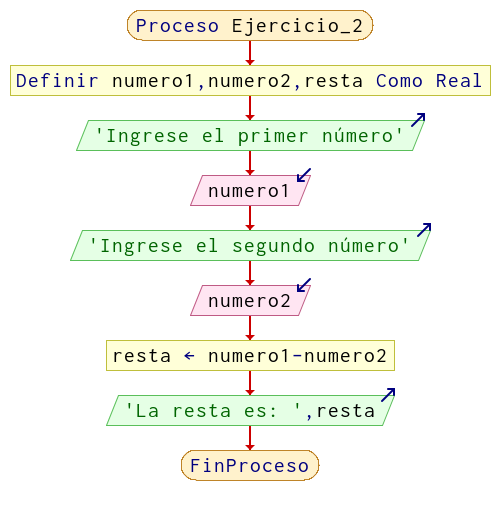 Proceso Ejercicio_2
Definir numero1,numero2,resta Como Real
'Ingrese el primer número'
numero1
'Ingrese el segundo número'
numero2
resta ← numero1-numero2
'La resta es: ',resta
FinProceso